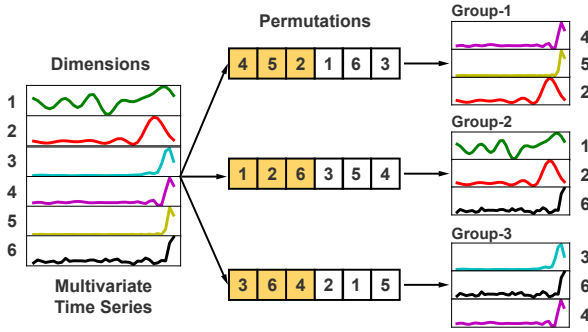 Dimensions
1
2
3
4
5
6
Multivariate
Time Series
Permutations
4 5 2 1 6 3
1 2 6 3 5 4
3 6 4 2 1 5
Group-1
4
5
2
Group-2
1
2
6
Group-3
3
6
4